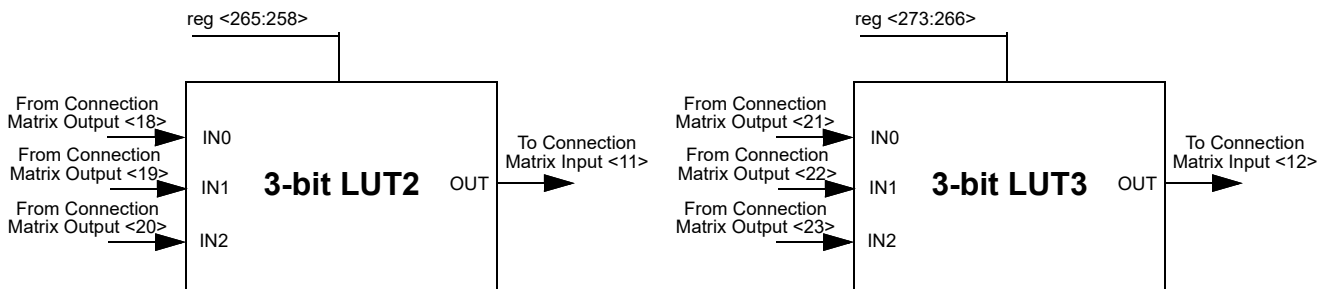 reg <265:258>
From Connection
Matrix Output <18>
IN0
From Connection
Matrix Output <19>
IN1
From Connection
Matrix Output <20>
IN2
3-bit LUT2
OUT
To Connection
Matrix Input <11>
reg <273:266>
From Connection
Matrix Output <21>
IN0
From Connection
Matrix Output <22>
IN1
From Connection
Matrix Output <23>
IN2
3-bit LUT3
OUT
To Connection
Matrix Input <12>